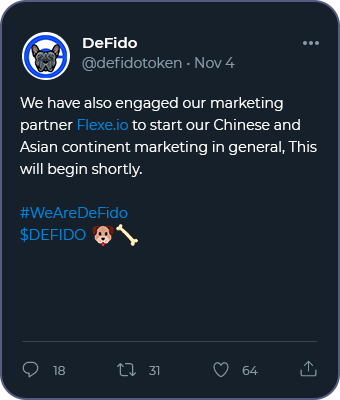 DeFido
@defidotoken · Nov 4
We have also engaged our marketing
partner Flexe.io to start our Chinese and
Asian continent marketing in general, This
will begin shortly.
#WeAreDeFido
$DEFIDO 🐶🦴
18 31 64